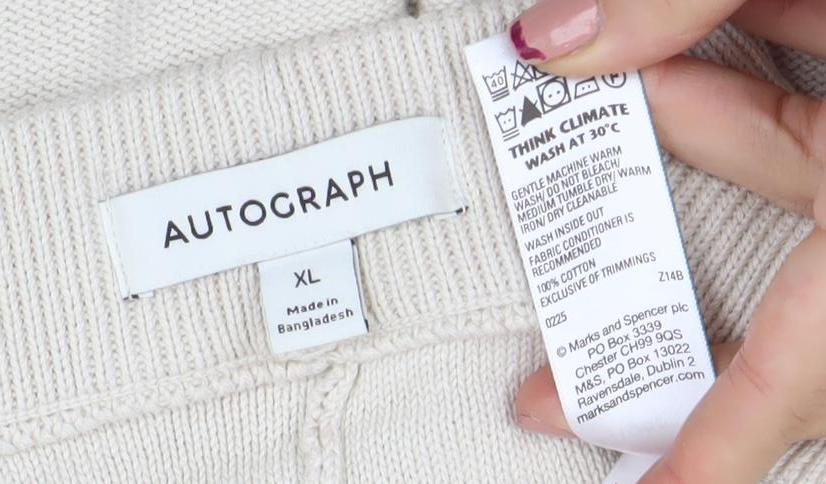 AUTOGRAPH
XL
Made in
Bangladesh
40
P
THINK CLIMATE
WASH AT 30°C
GENTLE MACHINE WARM
WASH/ DO NOT BLEACH/
MEDIUM TUMBLE DRY/ WARM
IRON/ DRY CLEANABLE
WASH INSIDE OUT
FABRIC CONDITIONER IS
RECOMMENDED
100% COTTON
EXCLUSIVE OF TRIMMINGS
Z14B
0225
© Marks and Spencer plc
PO Box 3339
Chester CH99 9QS
M&S, PO Box 13022
Ravensdale, Dublin 2
marksandspencer.com